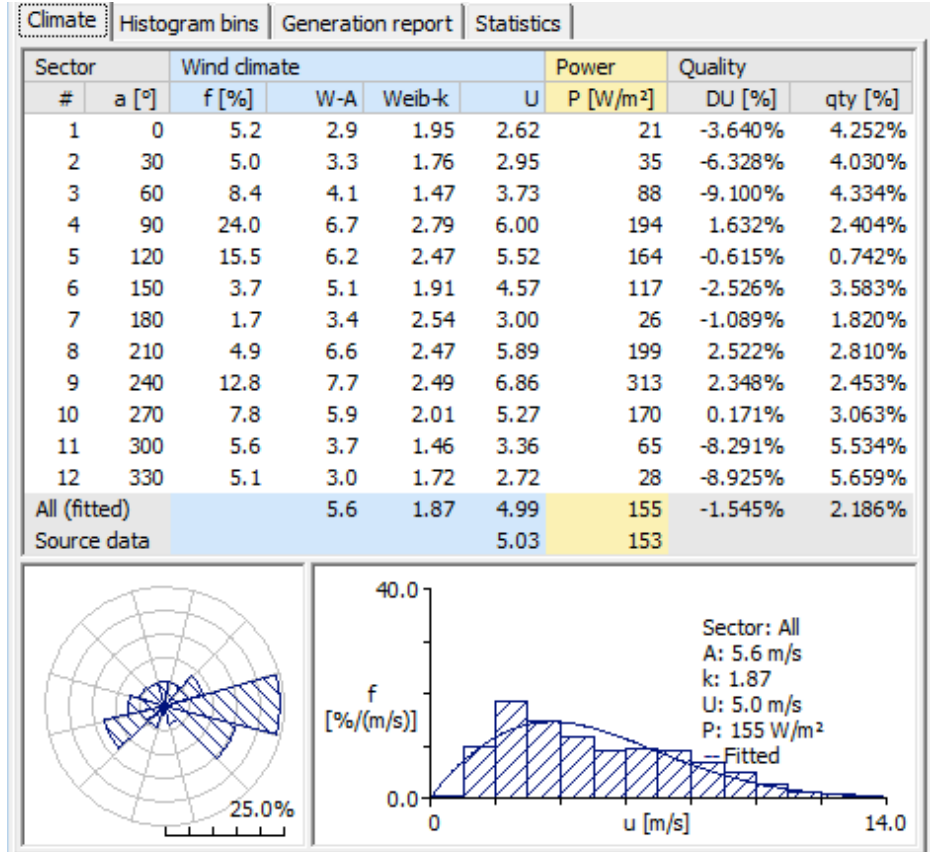 Climate Histogram bins Generation report Statistics
Sector Wind climate Power Quality
# a [°] f [%] W-A Weib-k U P [W/m²] DU [%] qty [%]
1 0 5.2 2.9 1.95 2.62 21 -3.640% 4.252%
2 30 5.0 3.3 1.76 2.95 35 -6.328% 4.030%
3 60 8.4 4.1 1.47 3.73 88 -9.100% 4.334%
4 90 24.0 6.7 2.79 6.00 194 1.632% 2.404%
5 120 15.5 6.2 2.47 5.52 164 -0.615% 0.742%
6 150 3.7 5.1 1.91 4.57 117 -2.526% 3.583%
7 180 1.7 3.4 2.54 3.00 26 -1.089% 1.820%
8 210 4.9 6.6 2.47 5.89 199 2.522% 2.810%
9 240 12.8 7.7 2.49 6.86 313 2.348% 2.453%
10 270 7.8 5.9 2.01 5.27 170 0.171% 3.063%
11 300 5.6 3.7 1.46 3.36 65 -8.291% 5.534%
12 330 5.1 3.0 1.72 2.72 28 -8.925% 5.659%
All (fitted) 5.6 1.87 4.99 155 -1.545% 2.186%
Source data 5.03 153
25.0%
40.0
f
[%/(m/s)]
0.0
0 u [m/s] 14.0
Sector: All
A: 5.6 m/s
k: 1.87
U: 5.0 m/s
P: 155 W/m²
Fitted